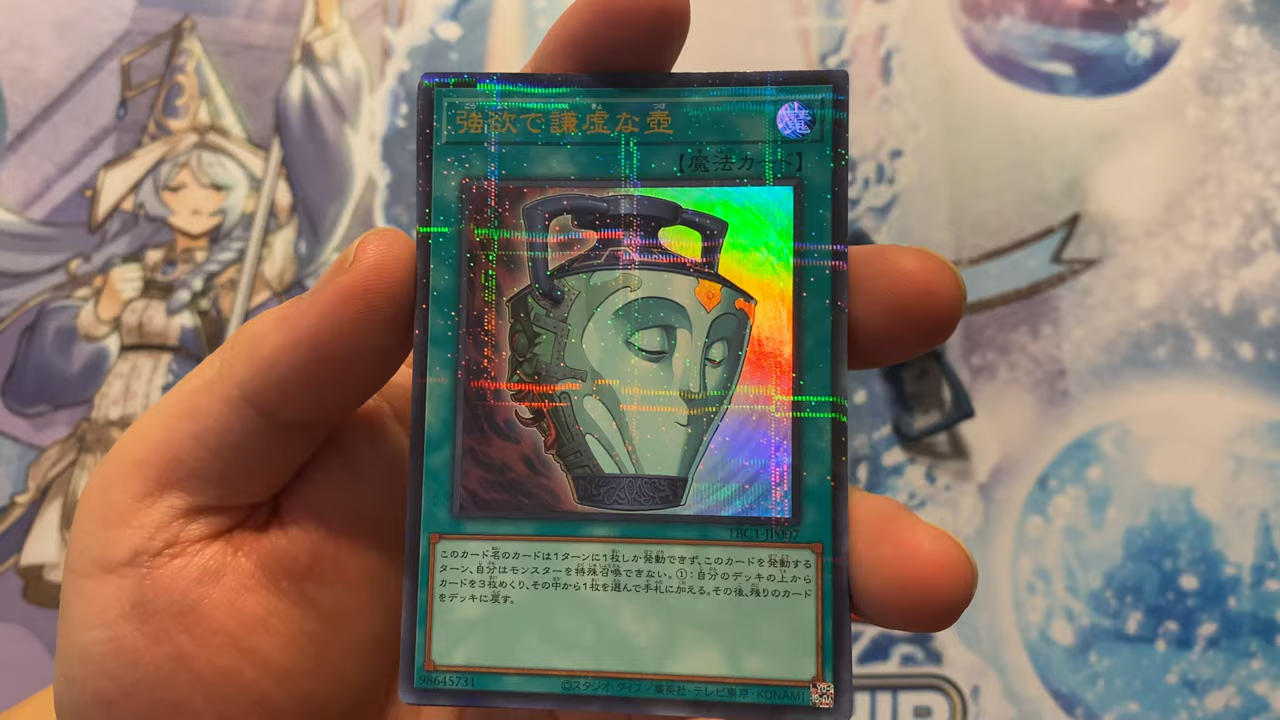 強欲で謙虚な壺
魔
【魔法カード】
TBC1-JP007
このカード名のカードは1ターンに1枚しか発動できず、このカードを発動する
ターン、自分はモンスターを特殊召喚できない。①:自分のデッキの上から
カードを3枚めくり、その中から1枚を選んで手札に加える。その後、残りのカード
をデッキに戻す。
98645731
©スタジオ・ダイス/集英社・テレビ東京・KONAMI